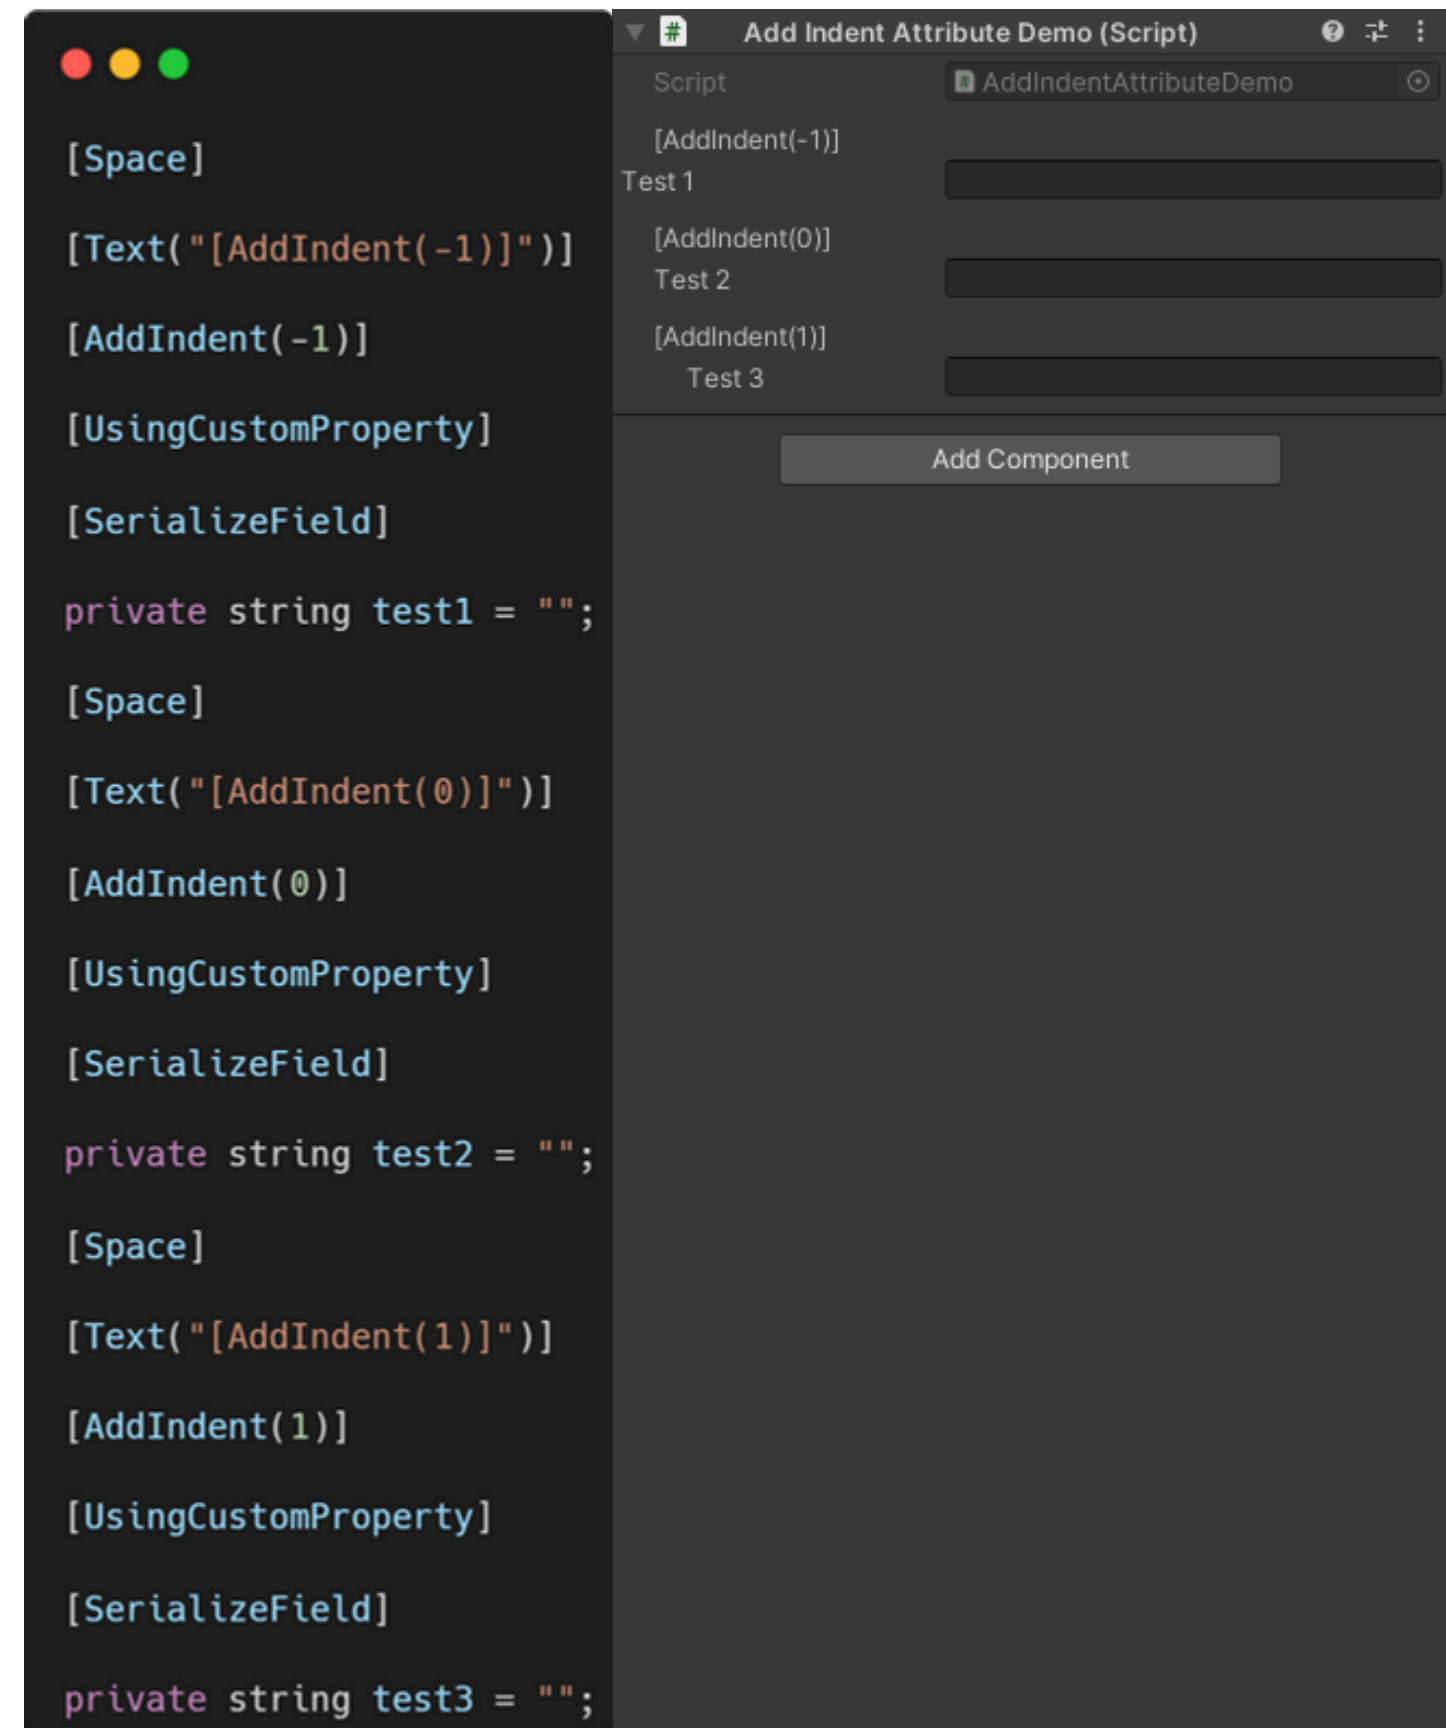 [Space]
[Text("[AddIndent(-1)]")]
[AddIndent(-1)]
[UsingCustomProperty]
[SerializeField]
private string test1 = "";
[Space]
[Text("[AddIndent(0)]")]
[AddIndent(0)]
[UsingCustomProperty]
[SerializeField]
private string test2 = "";
[Space]
[Text("[AddIndent(1)]")]
[AddIndent(1)]
[UsingCustomProperty]
[SerializeField]
private string test3 = "";
# Add Indent Attribute Demo (Script)
Script # AddIndentAttributeDemo
[AddIndent(-1)]
Test 1
[AddIndent(0)]
Test 2
[AddIndent(1)]
Test 3
Add Component